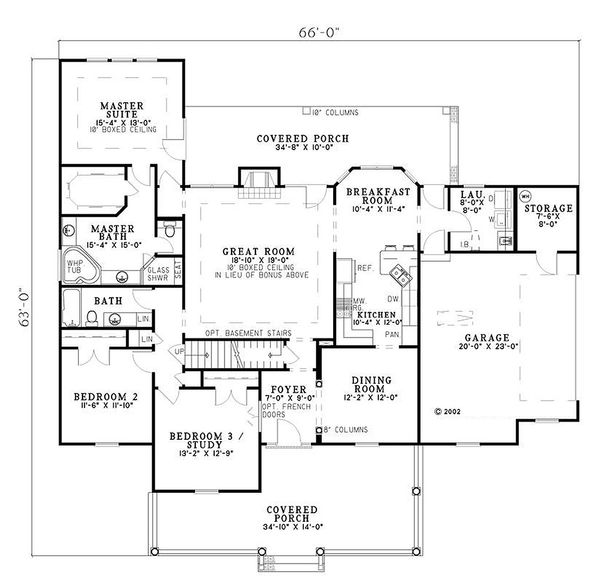 66'-0"
63'-0"
MASTER
SUITE
15'-4" X 13'-0"
10' BOXED CEILING
10" COLUMNS
COVERED PORCH
34'-8" X 10'-0"
MASTER
BATH
15'-4" X 15'-0"
WHP
TUB
GLASS
SHWR
SEAT
GREAT ROOM
18'-10" X 19'-0"
10' BOXED CEILING
IN LIEU OF BONUS ABOVE
BREAKFAST
ROOM
10'-4" X 11'-4"
LAU.
8'-0"X
8'-0"
D
W
I.B
WH
STORAGE
7'-6"X
8'-0"
REF.
MW.
RG.
DW
KITCHEN
10'-4" X 12'-0"
PAN
BATH
LIN
LIN
UP
OPT. BASEMENT STAIRS
GARAGE
20'-0" X 23'-0"
BEDROOM 2
11'-6" X 11'-10"
FOYER
7'-0" X 9'-0"
OPT. FRENCH
DOORS
DINING
ROOM
12'-2" X 12'-0"
© 2002
8" COLUMNS
BEDROOM 3 /
STUDY
13'-2" X 12'-9"
COVERED
PORCH
34'-10" X 14'-0"